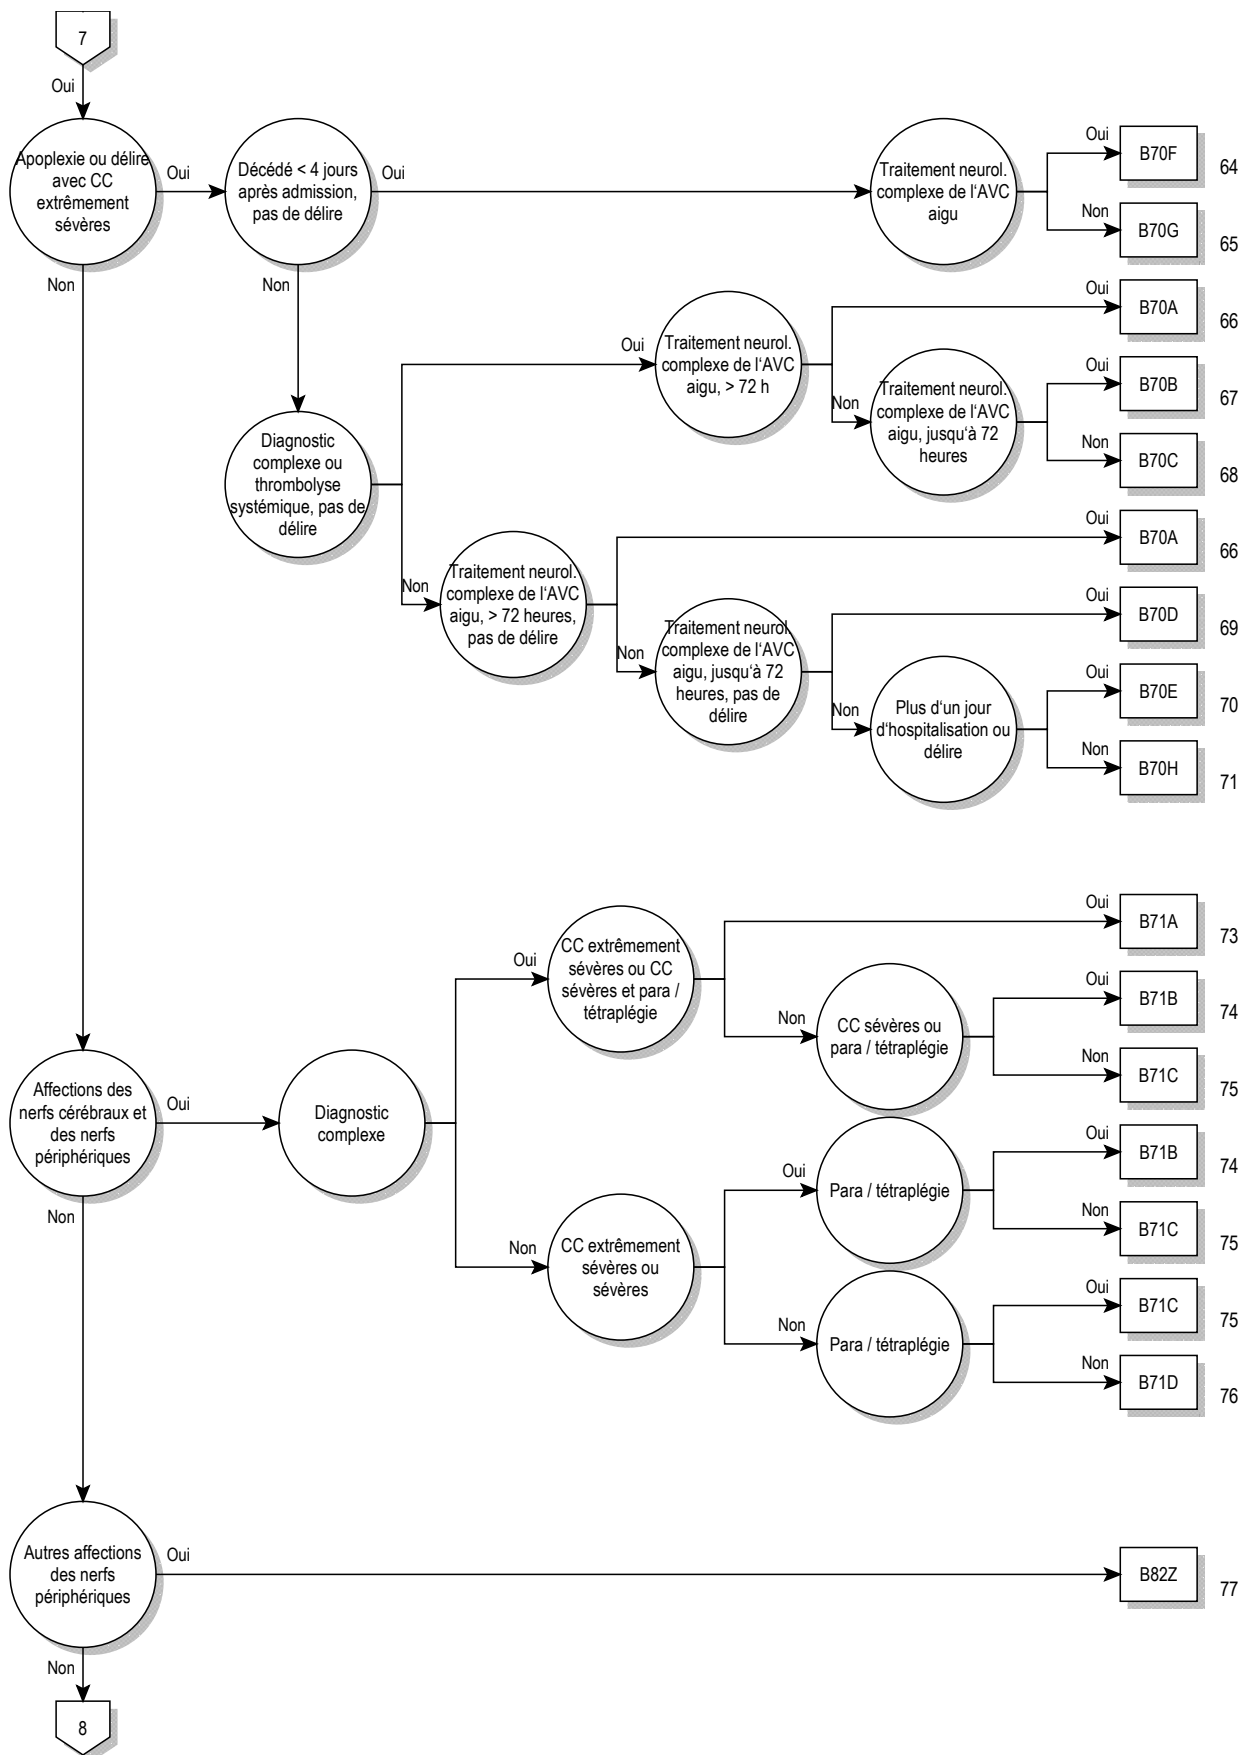 7
Oui
Apoplexie ou délire
avec CC
extrêmement
sévères
Oui
Décédé < 4 jours
après admission,
pas de délire
Oui
Traitement neurol.
complexe de l'AVC
aigu
Oui
B70F
64
Non
B70G
65
Non
Non
Diagnostic
complexe ou
thrombolyse
systémique, pas de
délire
Oui
Traitement neurol.
complexe de l'AVC
aigu, > 72 h
Oui
B70A
66
Non
Traitement neurol.
complexe de l'AVC
aigu, jusqu'à 72
heures
Oui
B70B
67
Non
B70C
68
Non
Traitement neurol.
complexe de l'AVC
aigu, > 72 heures,
pas de délire
Oui
B70A
66
Non
Traitement neurol.
complexe de l'AVC
aigu, jusqu'à 72
heures, pas de
délire
Oui
B70D
69
Non
Plus d'un jour
d'hospitalisation ou
délire
Oui
B70E
70
Non
B70H
71
Affections des
nerfs cérébraux et
des nerfs
périphériques
Oui
Diagnostic
complexe
Oui
CC extrêmement
sévères ou CC
sévères et para /
tétraplégie
Oui
B71A
73
Non
CC sévères ou
para / tétraplégie
Oui
B71B
74
Non
B71C
75
Non
CC extrêmement
sévères ou
sévères
Oui
Para / tétraplégie
Oui
B71B
74
Non
B71C
75
Non
Para / tétraplégie
Oui
B71C
75
Non
B71D
76
Non
Autres affections
des nerfs
périphériques
Oui
B82Z
77
Non
8